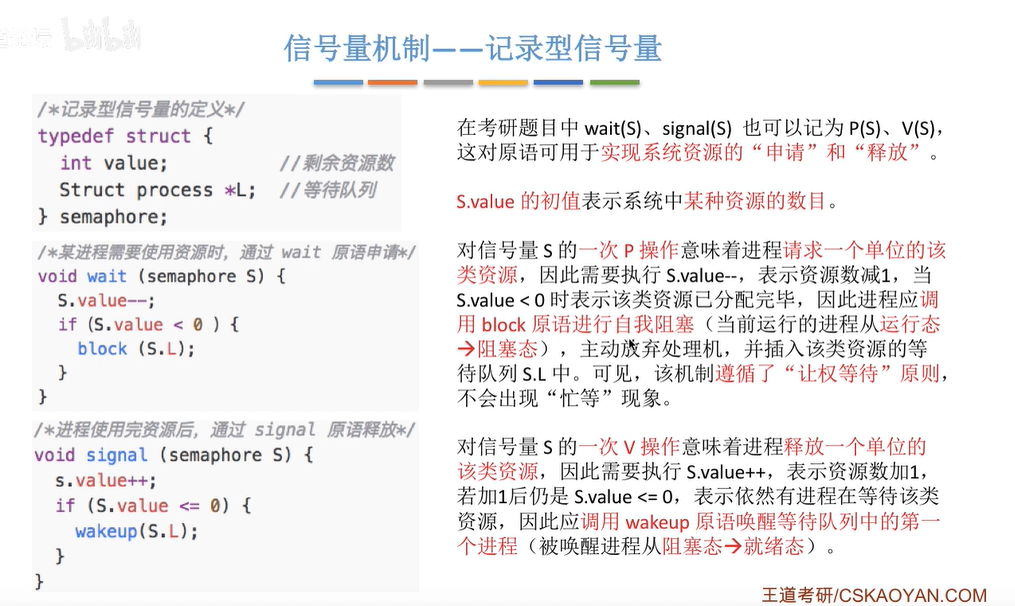 bilibili
信号量机制——记录型信号量
/*记录型信号量的定义*/
typedef struct {
int value; //剩余资源数
Struct process *L; //等待队列
} semaphore;
/*某进程需要使用资源时，通过 wait 原语申请*/
void wait (semaphore S) {
S.value--;
if (S.value < 0 ) {
block (S.L);
}
}
/*进程使用完资源后，通过 signal 原语释放*/
void signal (semaphore S) {
s.value++;
if (S.value <= 0) {
wakeup(S.L);
}
}
在考研题目中 wait(S)、signal(S) 也可以记为 P(S)、V(S)，
这对原语可用于实现系统资源的“申请”和“释放”。
S.value 的初值表示系统中某种资源的数目。
对信号量 S 的一次 P 操作意味着进程请求一个单位的该
类资源，因此需要执行 S.value--，表示资源数减1，当
S.value < 0 时表示该类资源已分配完毕，因此进程应调
用 block 原语进行自我阻塞（当前运行的进程从运行态
→阻塞态），主动放弃处理机，并插入该类资源的等
待队列 S.L 中。可见，该机制遵循了“让权等待”原则，
不会出现“忙等”现象。
对信号量 S 的一次 V 操作意味着进程释放一个单位的
该类资源，因此需要执行 S.value++，表示资源数加1，
若加1后仍是 S.value <= 0，表示依然有进程在等待该类
资源，因此应调用 wakeup 原语唤醒等待队列中的第一
个进程（被唤醒进程从阻塞态→就绪态）。
王道考研/CSKAOYAN.COM